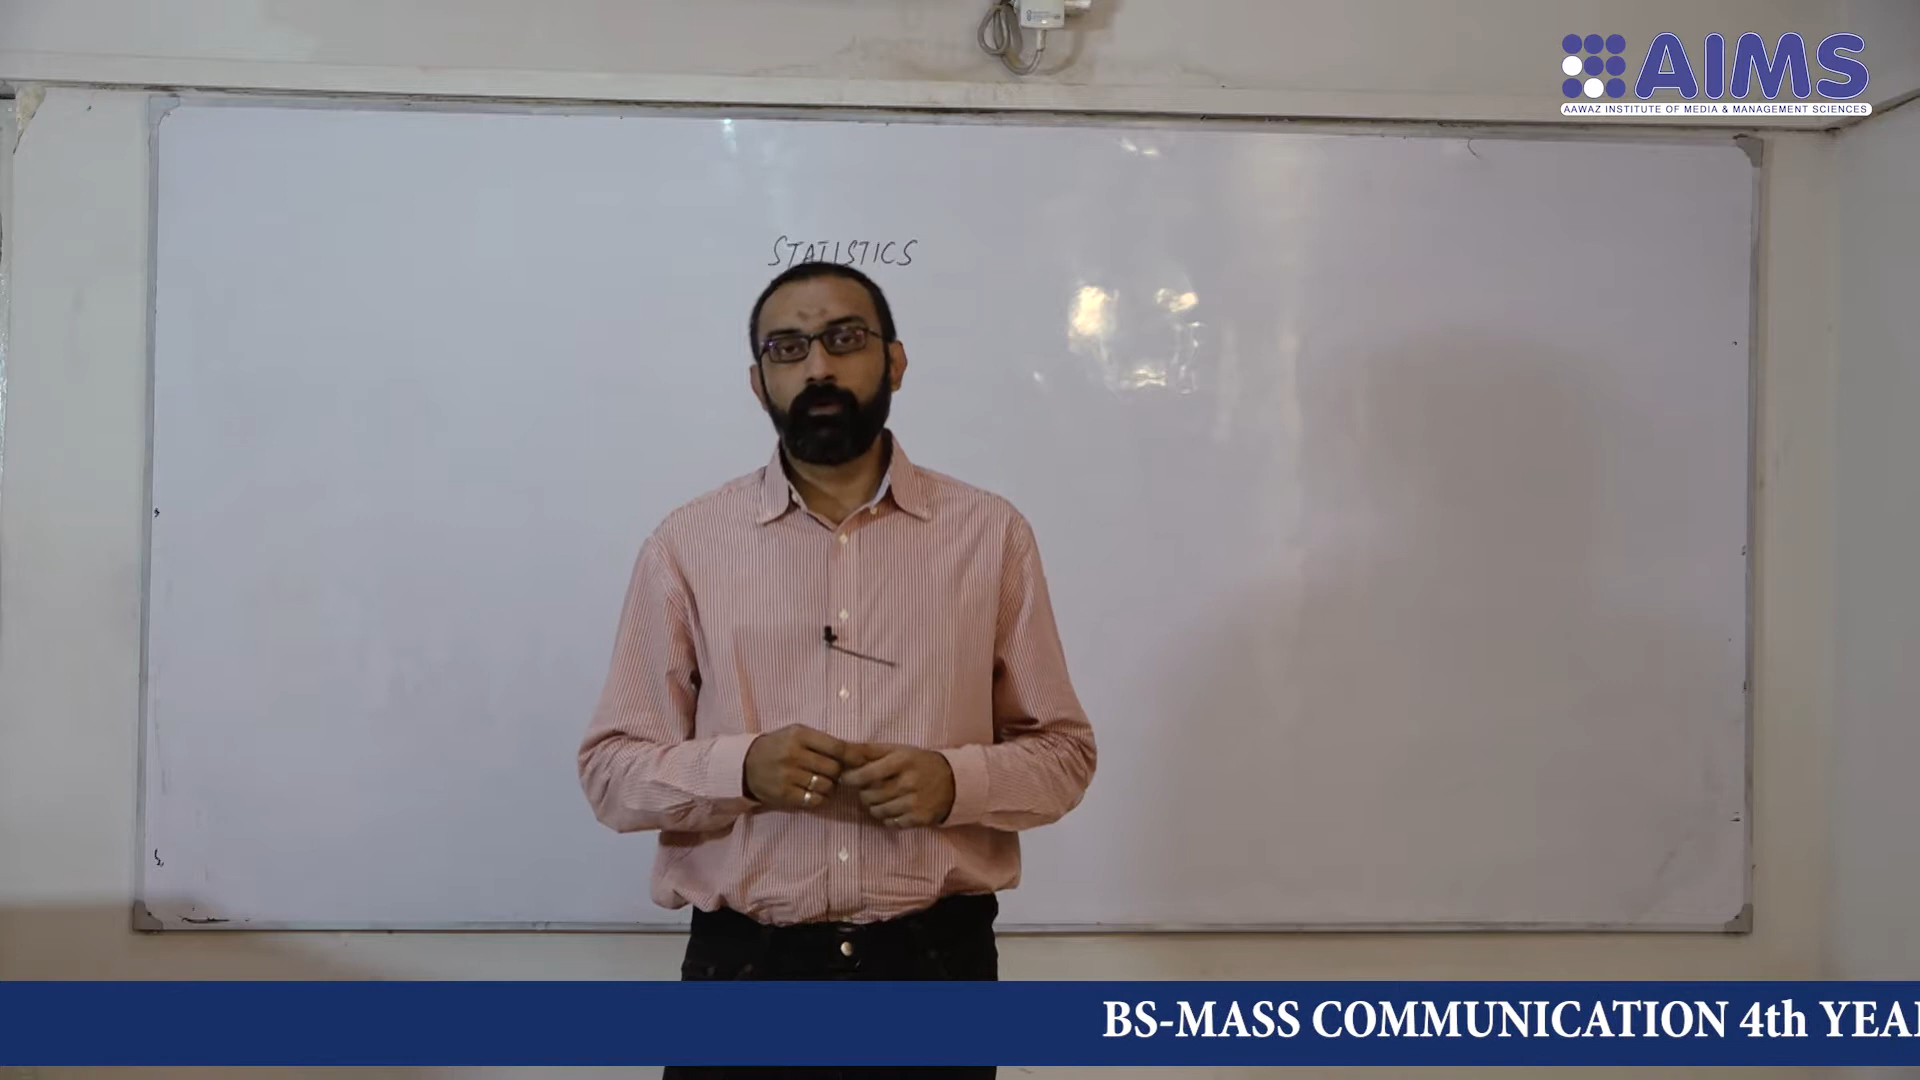 AIMS
AAWAZ INSTITUTE OF MEDIA & MANAGEMENT SCIENCES
STATISTICS
BS-MASS COMMUNICATION 4th YEA